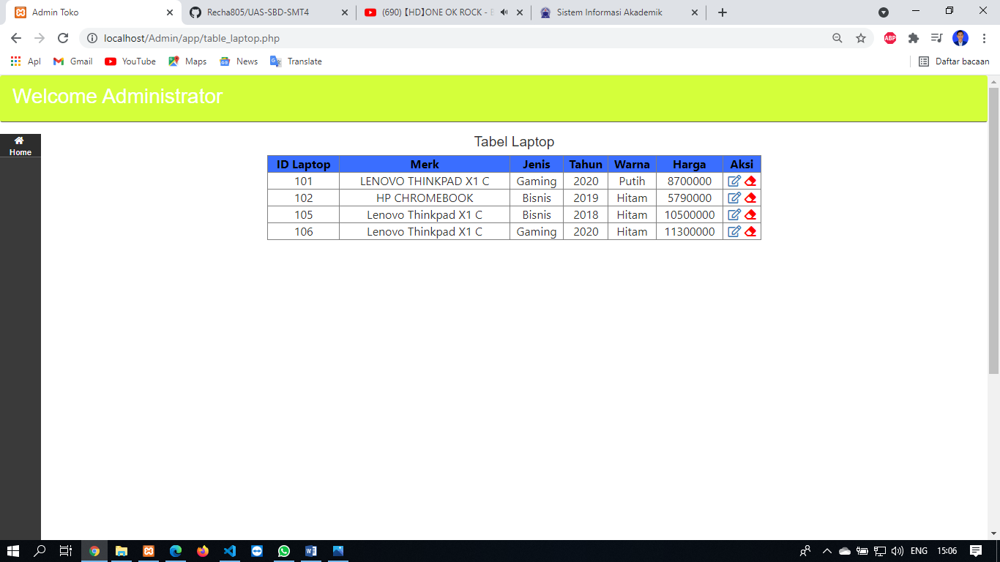 Admin Toko
Recha805/UAS-SBD-SMT4
(690) 【HD】ONE OK ROCK -
Sistem Informasi Akademik
localhost/Admin/app/table_laptop.php
ABP
Apl
Gmail
YouTube
Maps
News
Translate
Daftar bacaan
Welcome Administrator
Home
Tabel Laptop
ID Laptop Merk Jenis Tahun Warna Harga Aksi
101 LENOVO THINKPAD X1 C Gaming 2020 Putih 8700000
102 HP CHROMEBOOK Bisnis 2019 Hitam 5790000
105 Lenovo Thinkpad X1 C Bisnis 2018 Hitam 10500000
106 Lenovo Thinkpad X1 C Gaming 2020 Hitam 11300000
ENG 15:06